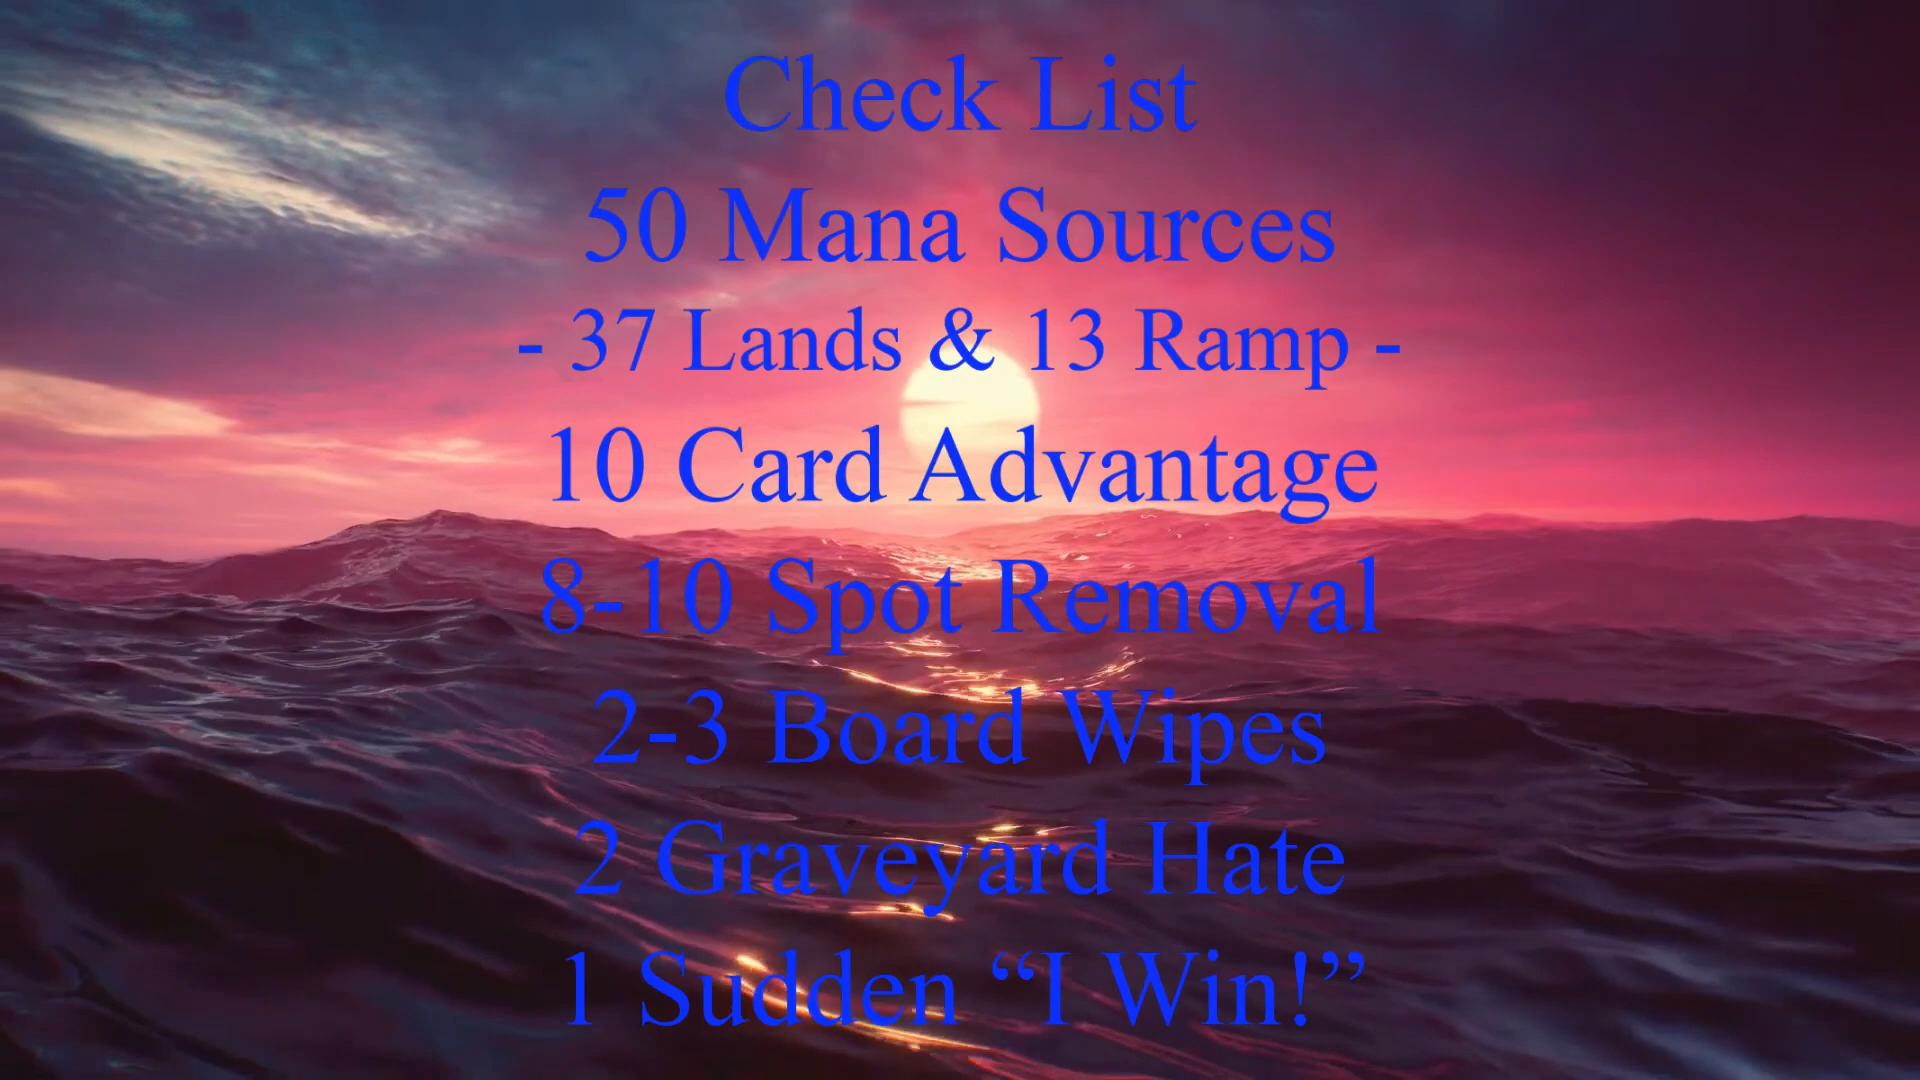 Check List
50 Mana Sources
- 37 Lands & 13 Ramp -
10 Card Advantage
8-10 Spot Removal
2-3 Board Wipes
2 Graveyard Hate
1 Sudden “I Win!”